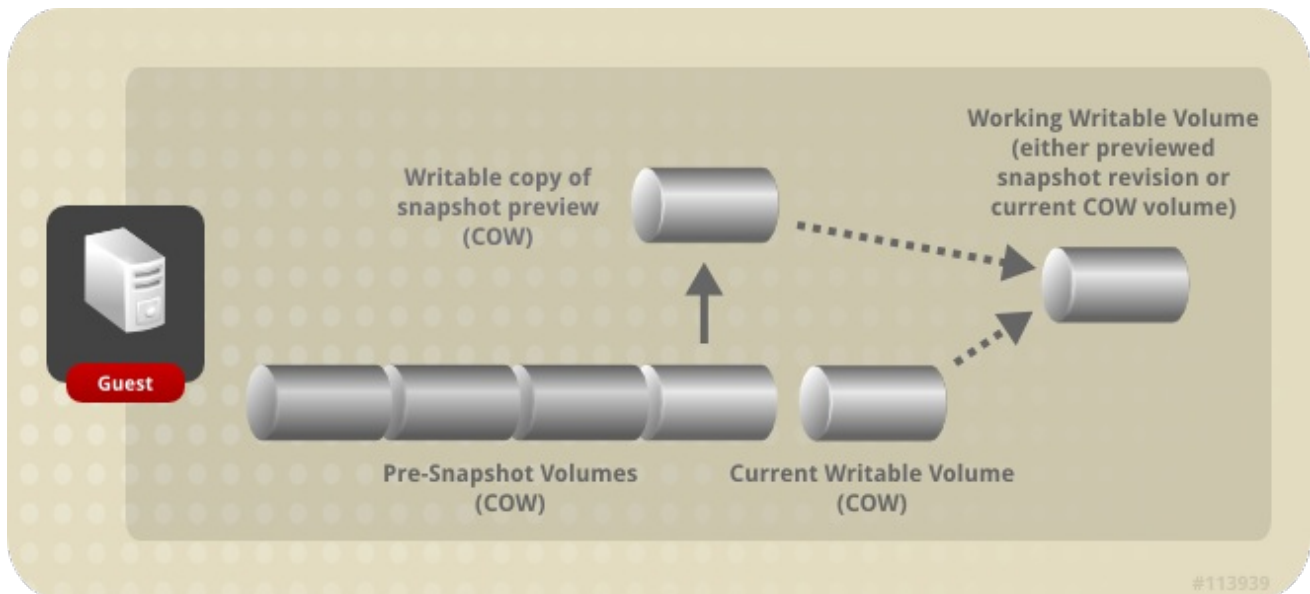 Working Writable Volume
(either previewed
snapshot revision or
current COW volume)
Writable copy of
snapshot preview
(COW)
Guest
Pre-Snapshot Volumes
(COW)
Current Writable Volume
(COW)
#113939